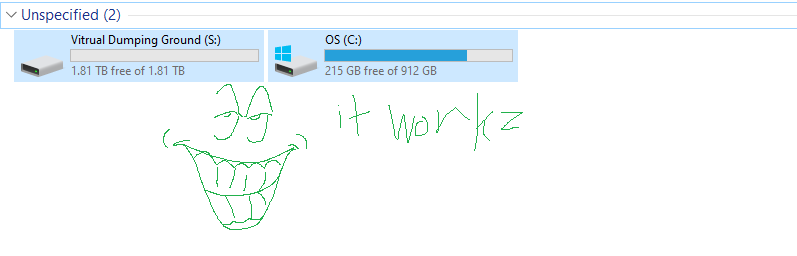 Unspecified (2)
Vitrual Dumping Ground (S:)
1.81 TB free of 1.81 TB
OS (C:)
215 GB free of 912 GB
it workz